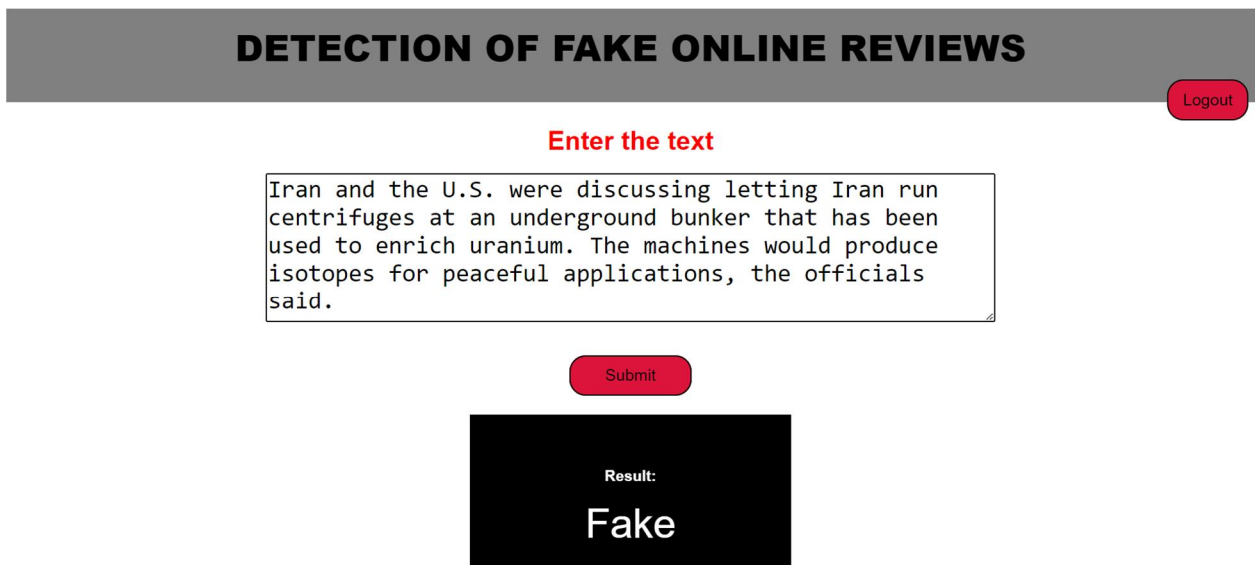 DETECTION OF FAKE ONLINE REVIEWS
Logout
Enter the text
Iran and the U.S. were discussing letting Iran run
centrifuges at an underground bunker that has been
used to enrich uranium. The machines would produce
isotopes for peaceful applications, the officials
said.
Submit
Result:
Fake